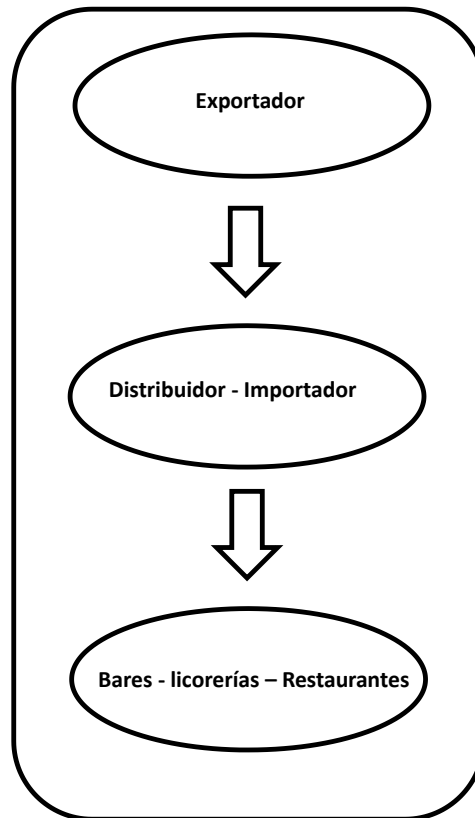 Exportador
Distribuidor - Importador
Bares - licorerías – Restaurantes